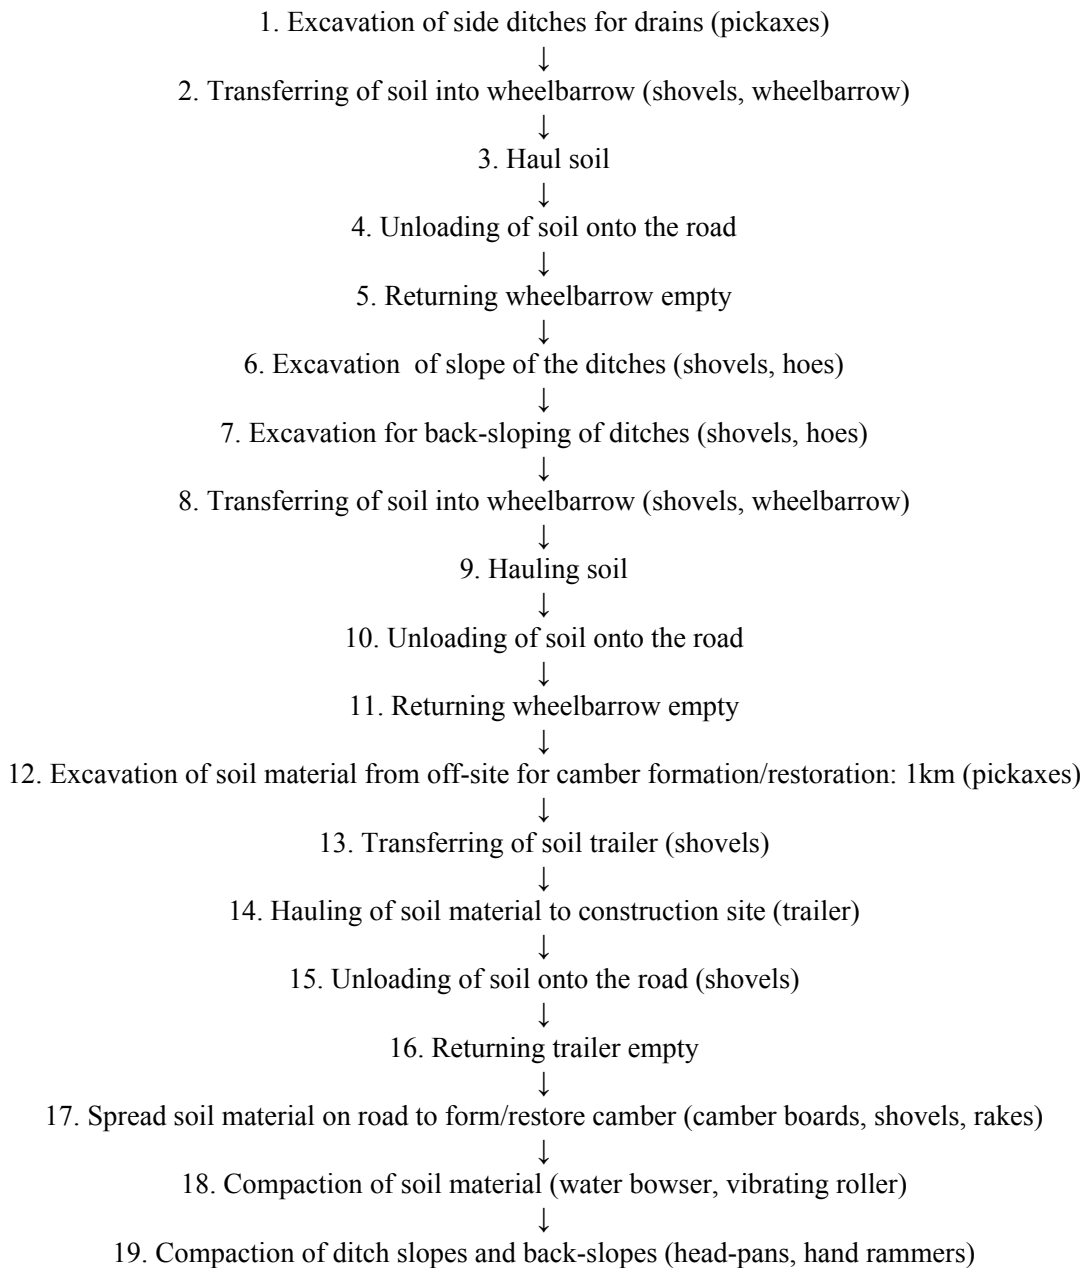 1. Excavation of side ditches for drains (pickaxes)
↓
2. Transferring of soil into wheelbarrow (shovels, wheelbarrow)
↓
3. Haul soil
↓
4. Unloading of soil onto the road
↓
5. Returning wheelbarrow empty
↓
6. Excavation  of slope of the ditches (shovels, hoes)
↓
7. Excavation for back-sloping of ditches (shovels, hoes)
↓
8. Transferring of soil into wheelbarrow (shovels, wheelbarrow)
↓
9. Hauling soil
↓
10. Unloading of soil onto the road
↓
11. Returning wheelbarrow empty
↓
12. Excavation of soil material from off-site for camber formation/restoration: 1km (pickaxes)
↓
13. Transferring of soil trailer (shovels)
↓
14. Hauling of soil material to construction site (trailer)
↓
15. Unloading of soil onto the road (shovels)
↓
16. Returning trailer empty
↓
17. Spread soil material on road to form/restore camber (camber boards, shovels, rakes)
↓
18. Compaction of soil material (water bowser, vibrating roller)
↓
19. Compaction of ditch slopes and back-slopes (head-pans, hand rammers)